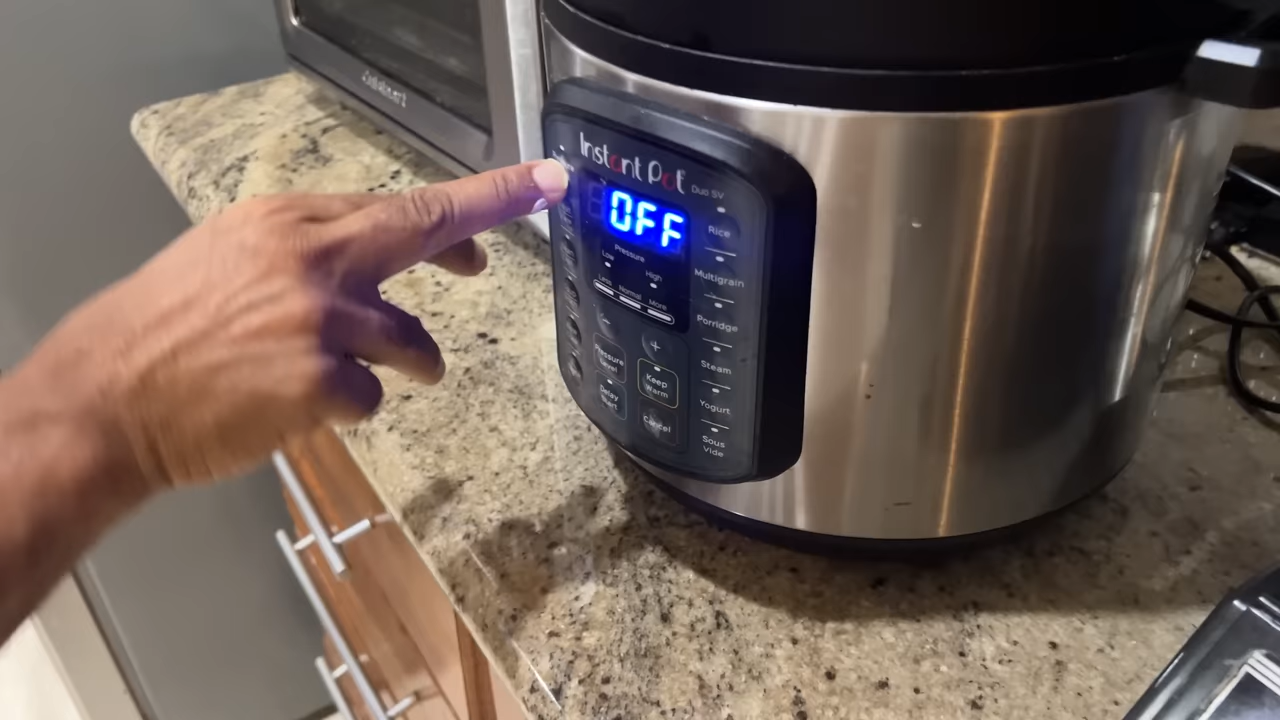 Cuisinart
Instant Pot
Duo SV
OFF
Pressure
Low
High
Less
Normal
More
Pressure
Level
Keep
Warm
Delay
Start
Cancel
Rice
Multigrain
Porridge
Steam
Yogurt
Sous
Vide